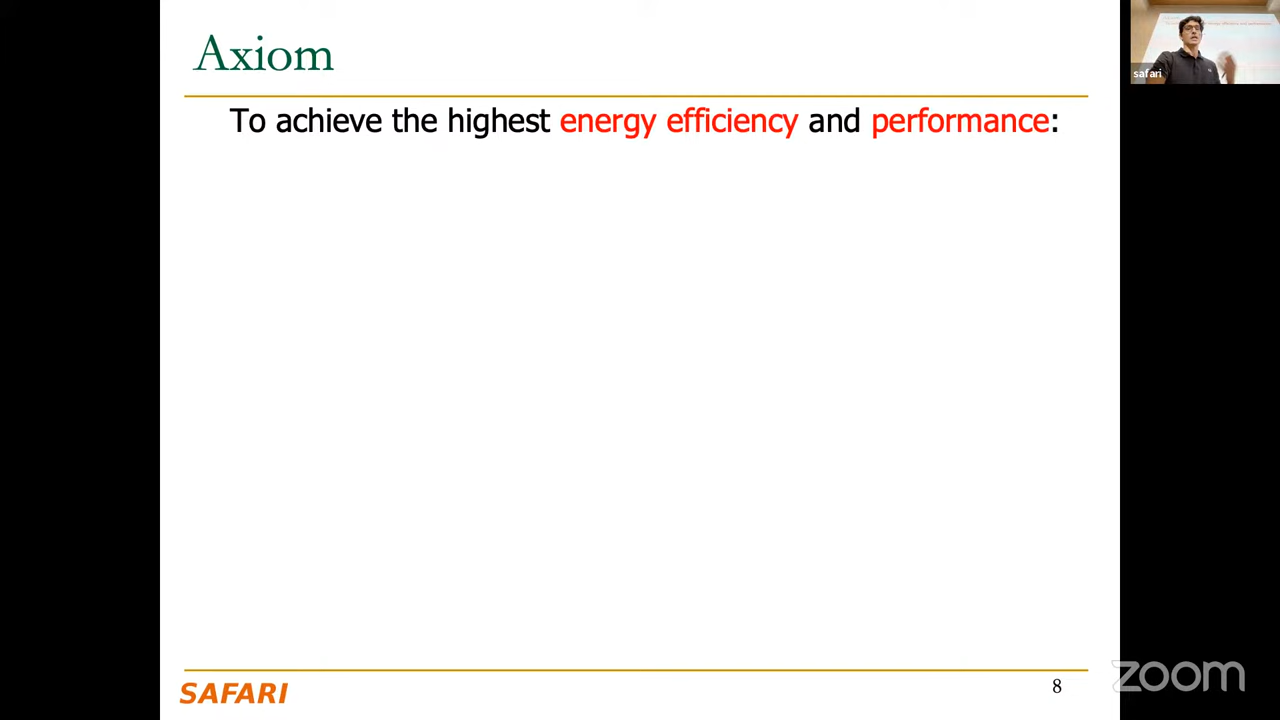 Axiom
To achieve the highest energy efficiency and performance:
safari
SAFARI
8
zoom